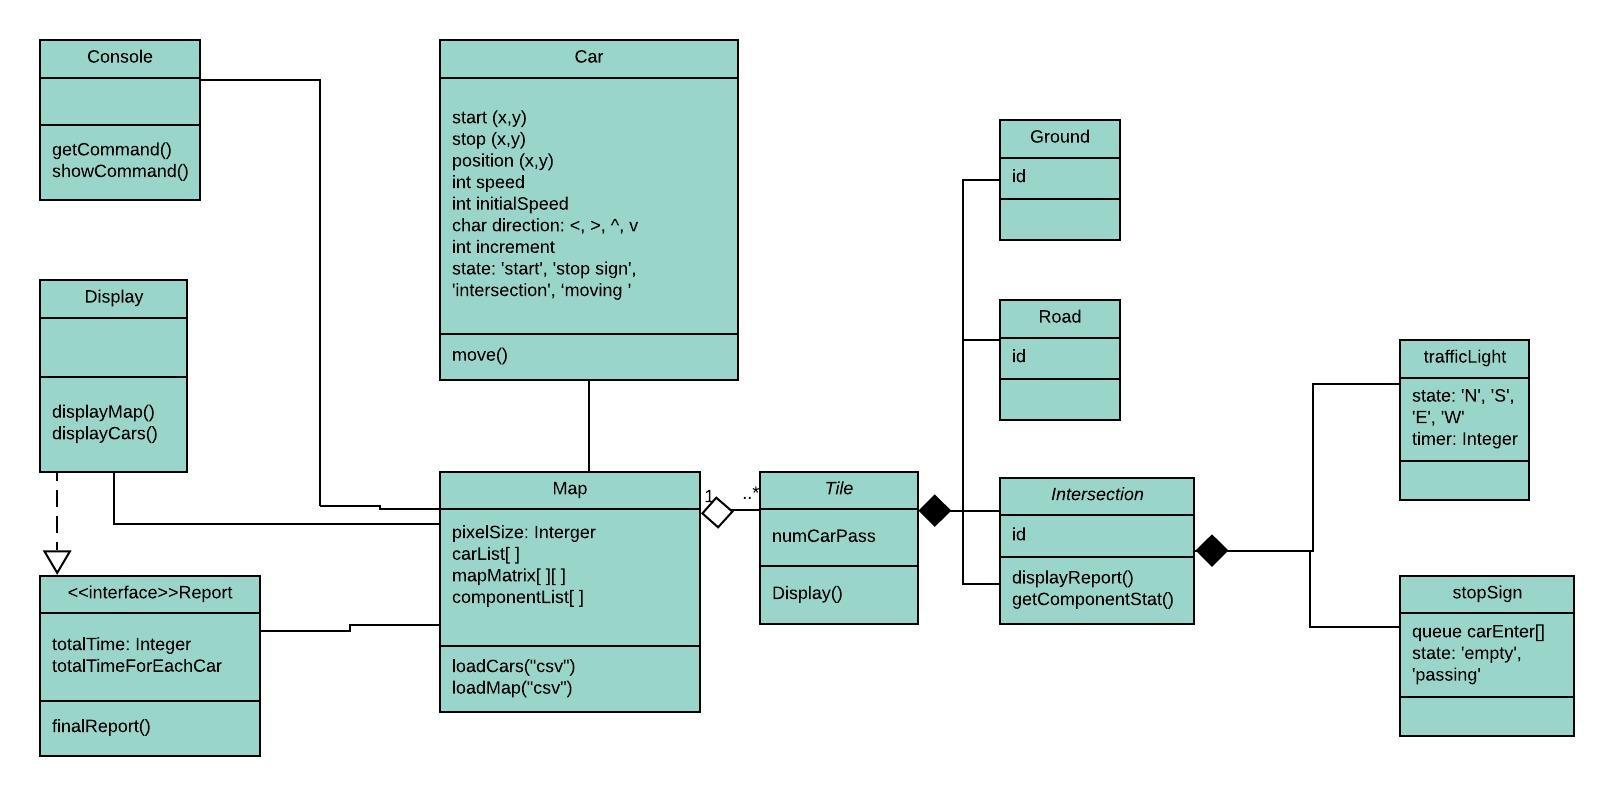 Console
getCommand()
showCommand()
Car
start (x,y)
stop (x,y)
position (x,y)
int speed
int initialSpeed
char direction: <, >, ^, v
int increment
state: 'start', 'stop sign',
'intersection', ‘moving ’
move()
Display
displayMap()
displayCars()
<<interface>>Report
totalTime: Integer
totalTimeForEachCar
finalReport()
Map
pixelSize: Interger
carList[ ]
mapMatrix[ ][ ]
componentList[ ]
loadCars("csv")
loadMap("csv")
1
..*
Tile
numCarPass
Display()
Ground
id
Road
id
Intersection
id
displayReport()
getComponentStat()
trafficLight
state: 'N', 'S',
'E', 'W'
timer: Integer
stopSign
queue carEnter[]
state: 'empty',
'passing'